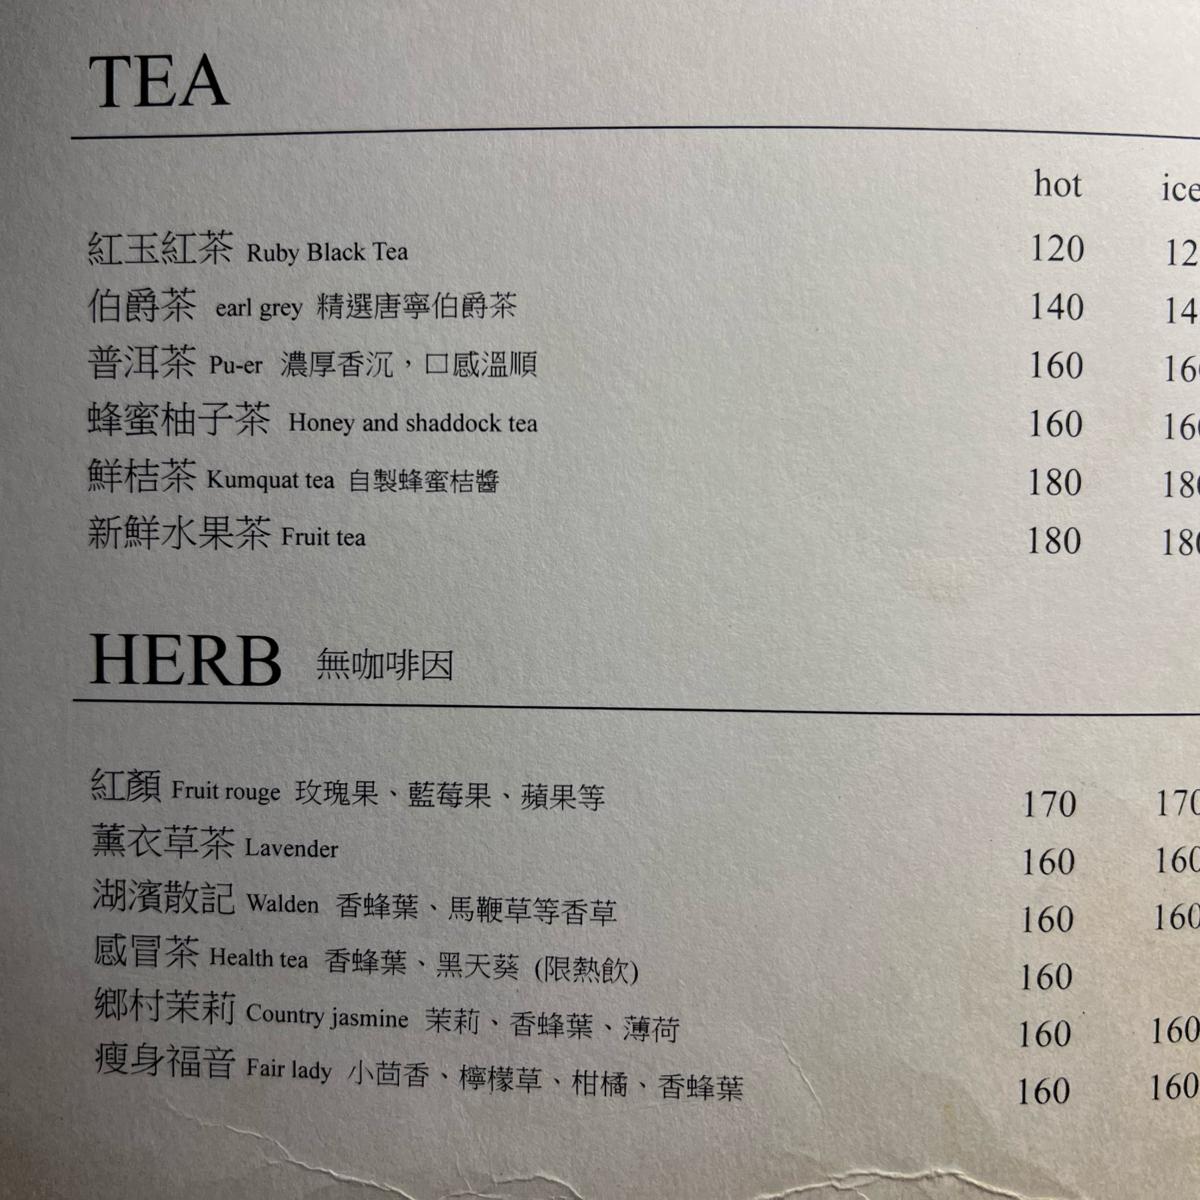 TEA
hot ice
紅玉紅茶 Ruby Black Tea 120 12
伯爵茶 earl grey 精選唐寧伯爵茶 140 14
普洱茶 Pu-er 濃厚香沉，口感溫順 160 16
蜂蜜柚子茶 Honey and shaddock tea 160 16
鮮桔茶 Kumquat tea 自製蜂蜜桔醬 180 18
新鮮水果茶 Fruit tea 180 180
HERB 無咖啡因
紅顏 Fruit rouge 玫瑰果、藍莓果、蘋果等 170 170
薰衣草茶 Lavender 160 160
湖濱散記 Walden 香蜂葉、馬鞭草等香草 160 160
感冒茶 Health tea 香蜂葉、黑天葵 (限熱飲) 160
鄉村茉莉 Country jasmine 茉莉、香蜂葉、薄荷 160 160
瘦身福音 Fair lady 小茴香、檸檬草、柑橘、香蜂葉 160 160